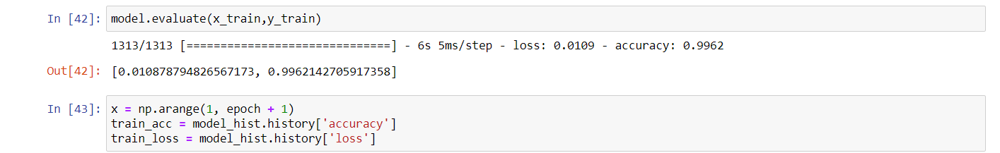 In [42]: model.evaluate(x_train,y_train)
1313/1313 [==============================] - 6s 5ms/step - loss: 0.0109 - accuracy: 0.9962
Out[42]: [0.010878794826567173, 0.9962142705917358]
In [43]: x = np.arange(1, epoch + 1)
train_acc = model_hist.history['accuracy']
train_loss = model_hist.history['loss']